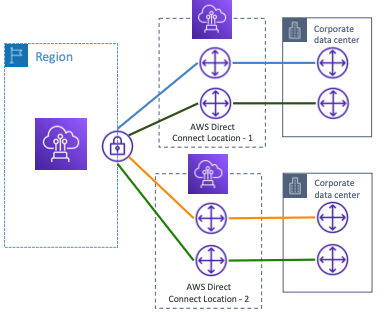 Region
Corporate
data center
AWS Direct
Connect Location - 1
Corporate
data center
AWS Direct
Connect Location - 2